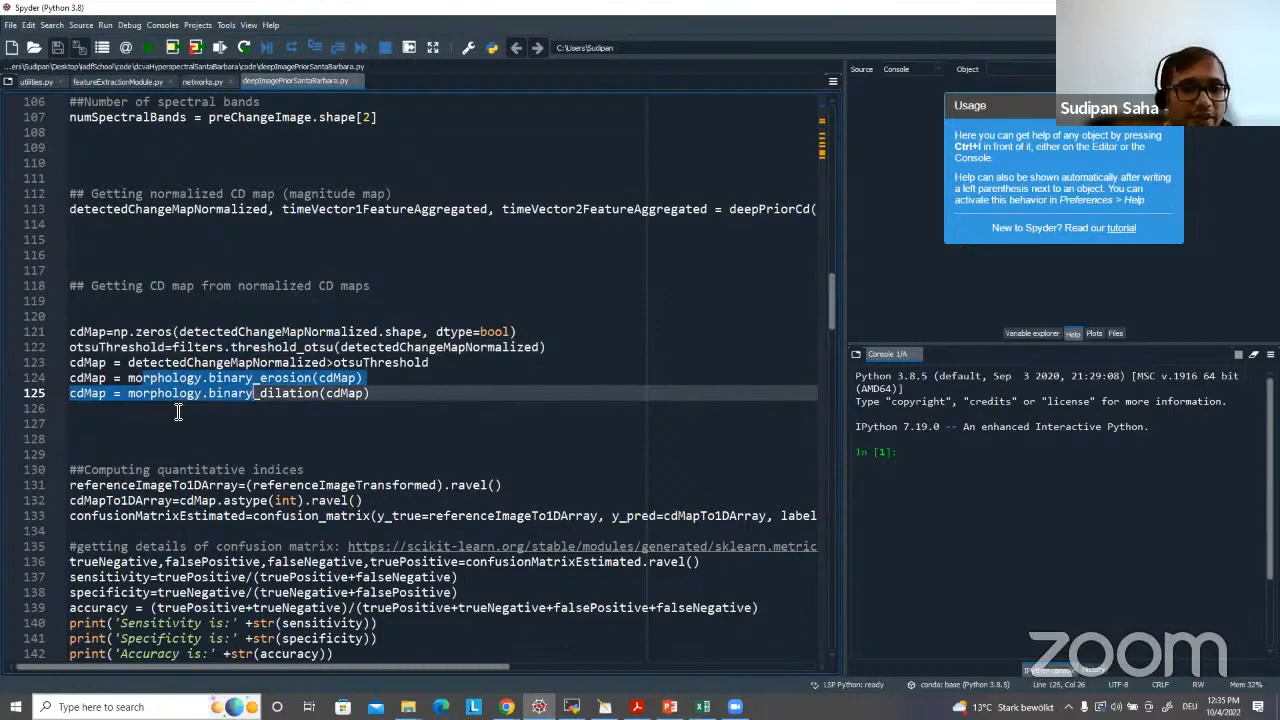 Spyder (Python 3.8)
File Edit Search Source Run Debug Consoles Projects Tools View Help
C:\Users\Sudipan
...ers\Sudipan\Desktop\iadfSchool\code\dcvaHyperspectralSantaBarbara\code\deepImagePriorSantaBarbara.py
utilities.py featureExtractionModule.py networks.py deepImagePriorSantaBarbara.py
106 ##Number of spectral bands
107 numSpectralBands = preChangeImage.shape[2]
108
109
110
111
112 ## Getting normalized CD map (magnitude map)
113 detectedChangeMapNormalized, timeVector1FeatureAggregated, timeVector2FeatureAggregated = deepPriorCd(
114
115
116
117
118 ## Getting CD map from normalized CD maps
119
120
121 cdMap=np.zeros(detectedChangeMapNormalized.shape, dtype=bool)
122 otsuThreshold=filters.threshold_otsu(detectedChangeMapNormalized)
123 cdMap = detectedChangeMapNormalized>otsuThreshold
124 cdMap = morphology.binary_erosion(cdMap)
125 cdMap = morphology.binary_dilation(cdMap)
126
127
128
129
130 ##Computing quantitative indices
131 referenceImageTo1DArray=(referenceImageTransformed).ravel()
132 cdMapTo1DArray=cdMap.astype(int).ravel()
133 confusionMatrixEstimated=confusion_matrix(y_true=referenceImageTo1DArray, y_pred=cdMapTo1DArray, label
134
135 #getting details of confusion matrix: https://scikit-learn.org/stable/modules/generated/sklearn.metric
136 trueNegative,falsePositive,falseNegative,truePositive=confusionMatrixEstimated.ravel()
137 sensitivity=truePositive/(truePositive+falseNegative)
138 specificity=trueNegative/(trueNegative+falsePositive)
139 accuracy = (truePositive+trueNegative)/(truePositive+trueNegative+falsePositive+falseNegative)
140 print('Sensitivity is:' +str(sensitivity))
141 print('Specificity is:' +str(specificity))
142 print('Accuracy is:' +str(accuracy))
Source Console Object
Usage
Here you can get help of any object by pressing
Ctrl+I in front of it, either on the Editor or the
Console.
Help can also be shown automatically after writing
a left parenthesis next to an object. You can
activate this behavior in Preferences > Help
New to Spyder? Read our tutorial
Sudipan Saha
Variable explorer Help Plots Files
Console 1/A
Python 3.8.5 (default, Sep 3 2020, 21:29:08) [MSC v.1916 64 bit
(AMD64)]
Type "copyright", "credits" or "license" for more information.
IPython 7.19.0 -- An enhanced Interactive Python.
In [1]:
zoom
IPython console History
LSP Python: ready conda: base (Python 3.8.5) Line 125, Col 26 UTF-8 CRLF RW Mem 32%
Type here to search
13°C Stark bewölkt DEU 12:35 PM
10/4/2022